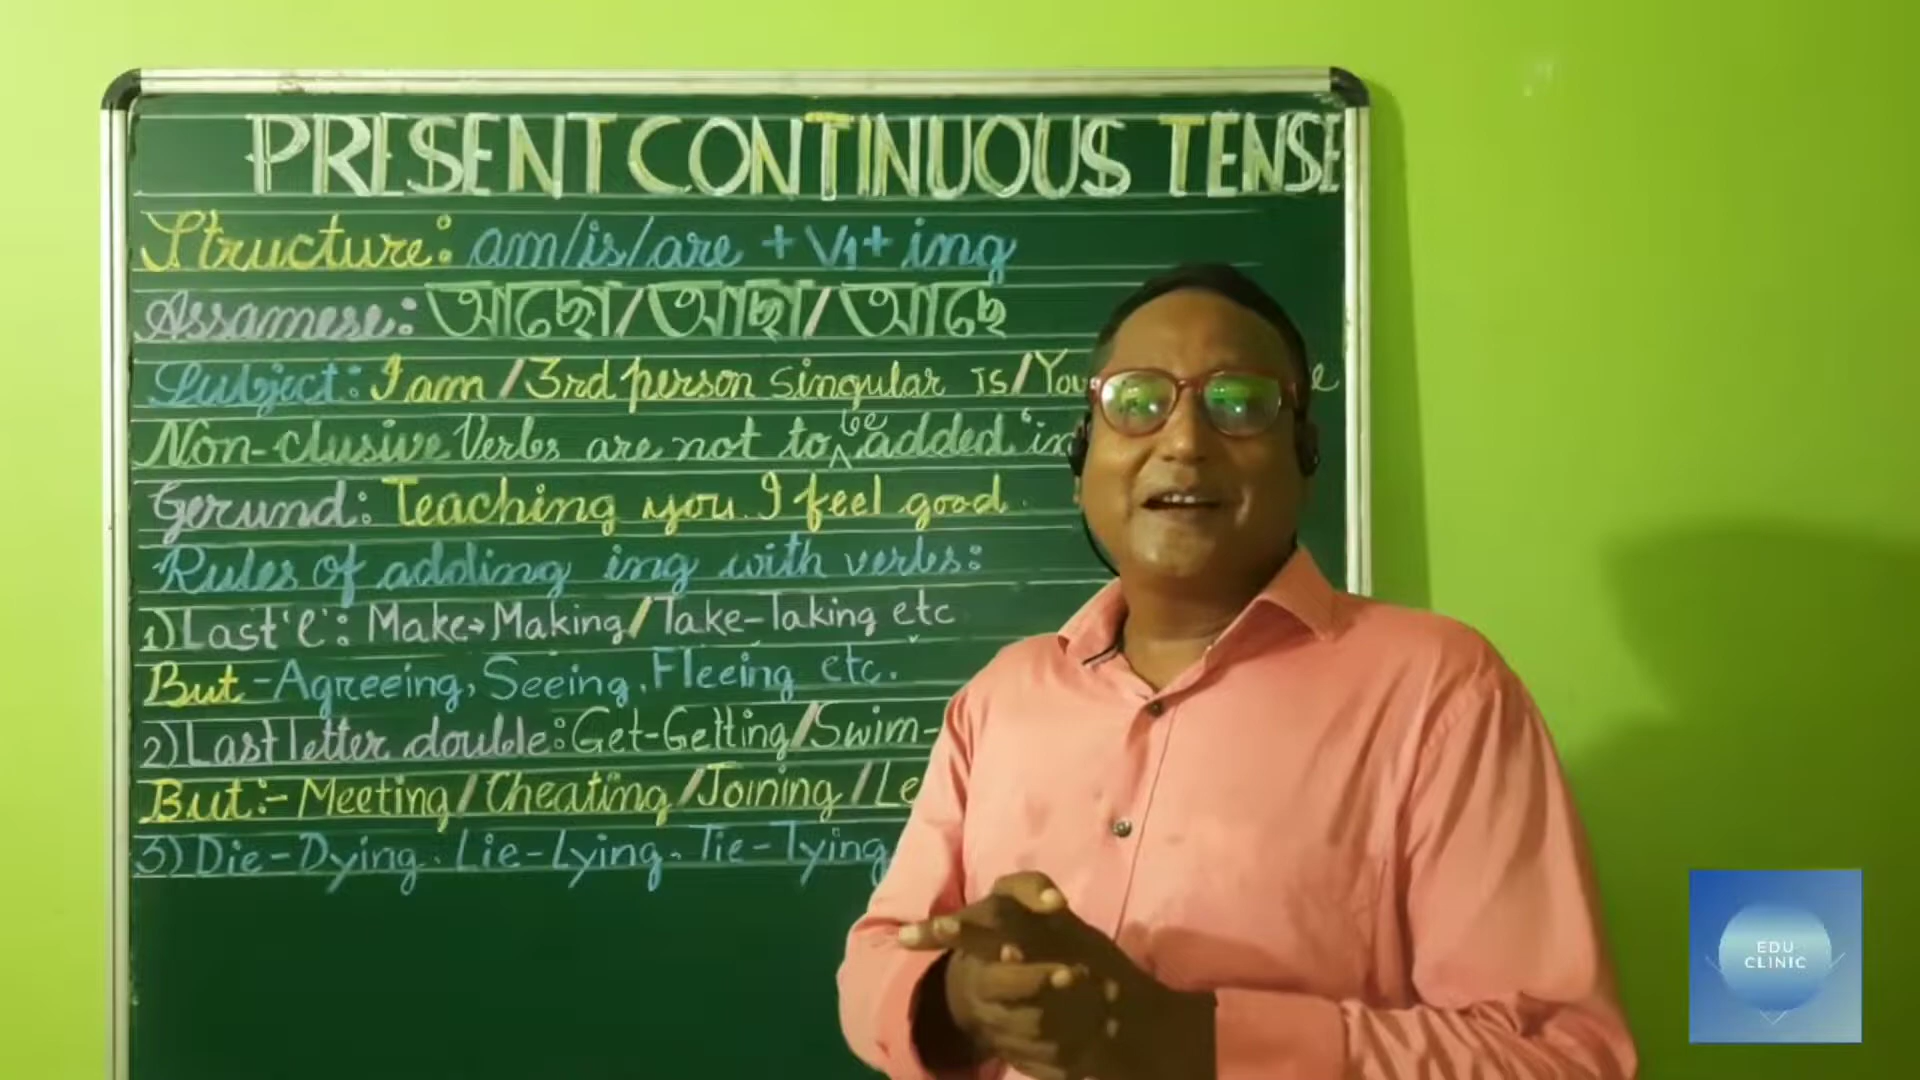 PRESENT CONTINUOUS TENSE
Structure: am/is/are + V1 + ing
Assamese: আছো/আছা/আছে
Subject: I am / 3rd person singular is/You
Non-clusive Verbs are not to be added 'in
Gerund: Teaching you I feel good.
Rules of adding ing with verbs:
1) Last 'e': Make→Making/Take-Taking etc
But - Agreeing, Seeing, Fleeing etc.
2) Last letter double: Get-Getting/Swim-
But:- Meeting/Cheating/Joining/Le
3) Die-Dying. Lie-Lying. Tie-Tying
EDU
CLINIC